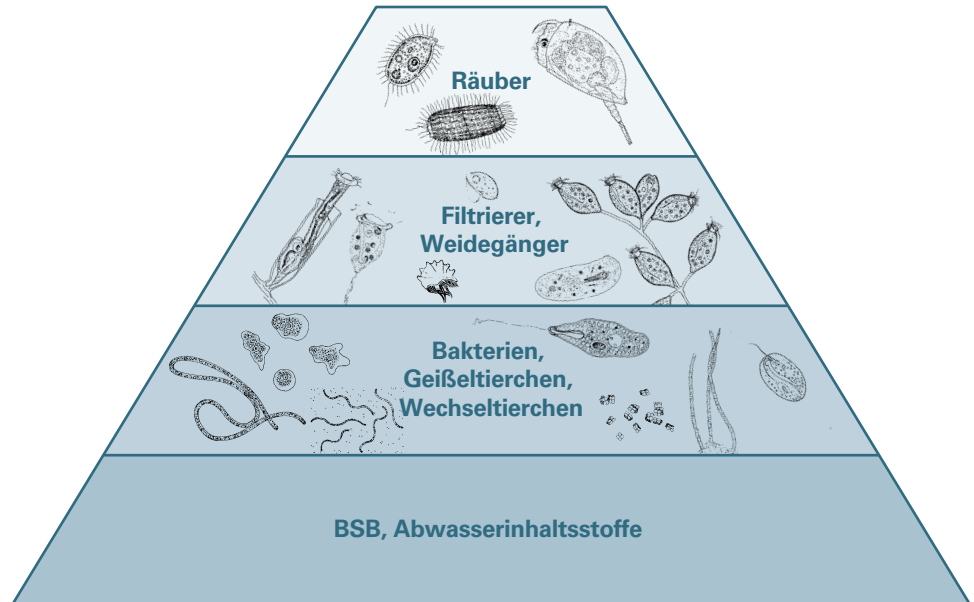 Räuber
Filtrierer,
Weidegänger
Bakterien,
Geißeltierchen,
Wechseltierchen
BSB, Abwasserinhaltsstoffe